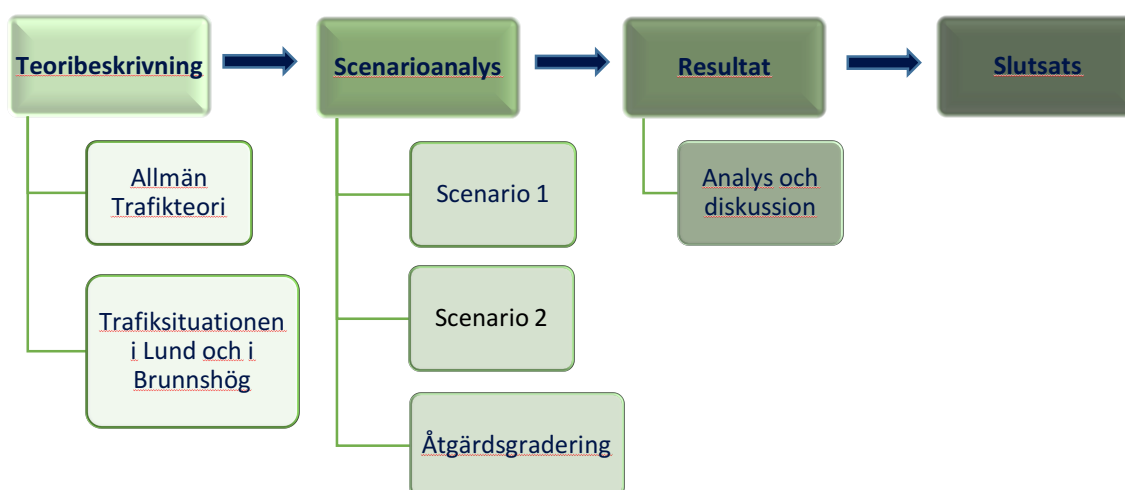 Teoribeskrivning
Scenarioanalys
Resultat
Slutsats
Allmän
Trafikteori
Trafiksituationen
i Lund och i
Brunnshög
Scenario 1
Scenario 2
Åtgärdsgradering
Analys och
diskussion